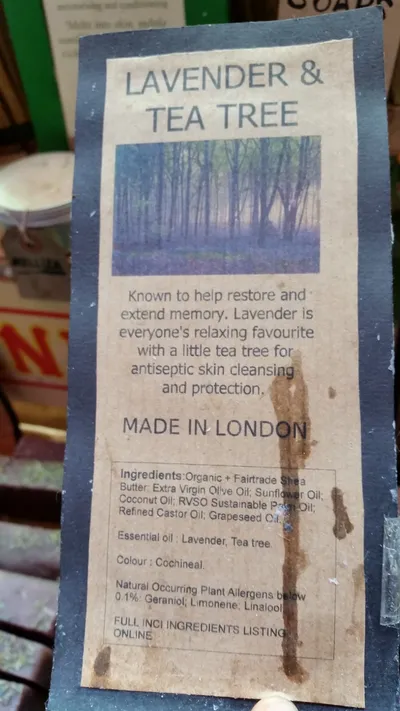 SOAPS
LAVENDER &
TEA TREE
Known to help restore and
extend memory. Lavender is
everyone's relaxing favourite
with a little tea tree for
antiseptic skin cleansing
and protection.
MADE IN LONDON
Ingredients:Organic + Fairtrade Shea
Butter; Extra Virgin Olive Oil; Sunflower Oil;
Coconut Oil; RVSO Sustainable Palm Oil;
Refined Castor Oil; Grapeseed Oil;
Essential oil : Lavender, Tea tree.
Colour : Cochineal.
Natural Occurring Plant Allergens below
0.1%: Geraniol; Limonene; Linalool
FULL INCI INGREDIENTS LISTING
ONLINE